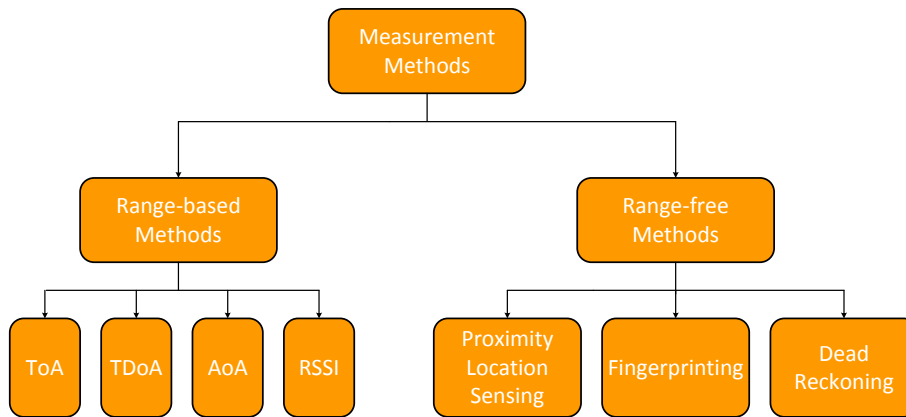 Measurement
Methods
Range-based
Methods
Range-free
Methods
ToA
TDoA
AoA
RSSI
Proximity
Location
Sensing
Fingerprinting
Dead
Reckoning